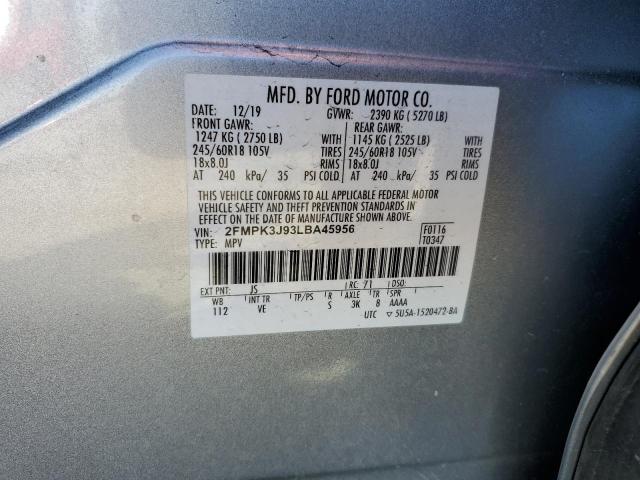 MFD. BY FORD MOTOR CO.
DATE: 12/19 GVWR: 2390 KG ( 5270 LB)
FRONT GAWR: REAR GAWR:
1247 KG ( 2750 LB) WITH 1145 KG ( 2525 LB) WITH
245/60R18 105V TIRES 245/60R18 105V TIRES
18x8.0J RIMS 18x8.0J RIMS
AT 240 kPa/ 35 PSI COLD AT 240 kPa/ 35 PSI COLD
THIS VEHICLE CONFORMS TO ALL APPLICABLE FEDERAL MOTOR
VEHICLE SAFETY AND THEFT PREVENTION STANDARDS IN EFFECT
ON THE DATE OF MANUFACTURE SHOWN ABOVE.
VIN: 2FMPK3J93LBA45956 F0116
TYPE: MPV T0347
EXT PNT: JS RC: 71 DSO:
WB INT TR TP/PS R AXLE TR SPR
112 VE S 3K 8 AAAA
UTC ▽ 5U5A-1520472-BA